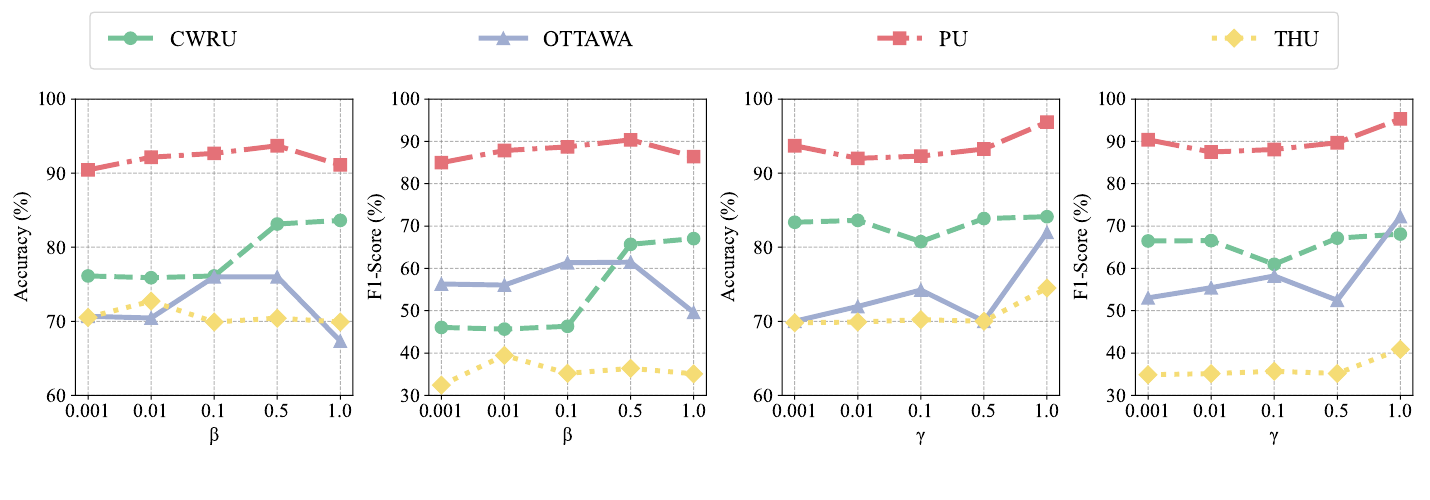 CWRU OTTAWA PU THU
100 100 100 100
90 90 90 90
80 80 80 80
70 70 70 70
60 60 60 60
50 50
40 40
30 30
Accuracy (%) F1-Score (%) Accuracy (%) F1-Score (%)
0.001 0.01 0.1 0.5 1.0 0.001 0.01 0.1 0.5 1.0 0.001 0.01 0.1 0.5 1.0 0.001 0.01 0.1 0.5 1.0
β β γ γ